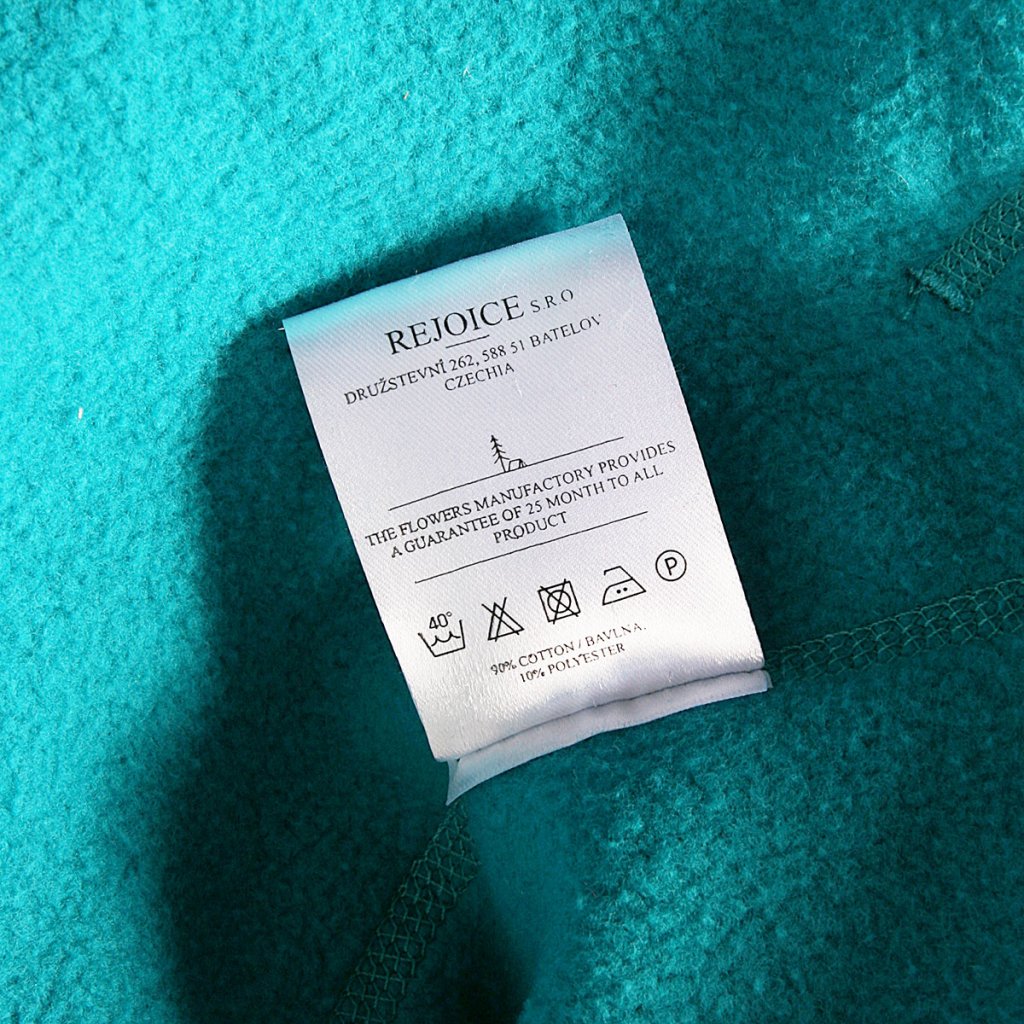 REJOICE S.R.O
DRUŽSTEVNÍ 262, 588 51 BATELOV
CZECHIA
THE FLOWERS MANUFACTORY PROVIDES
A GUARANTEE OF 25 MONTH TO ALL
PRODUCT
40° P
90% COTTON / BAVLNA.
10% POLYESTER